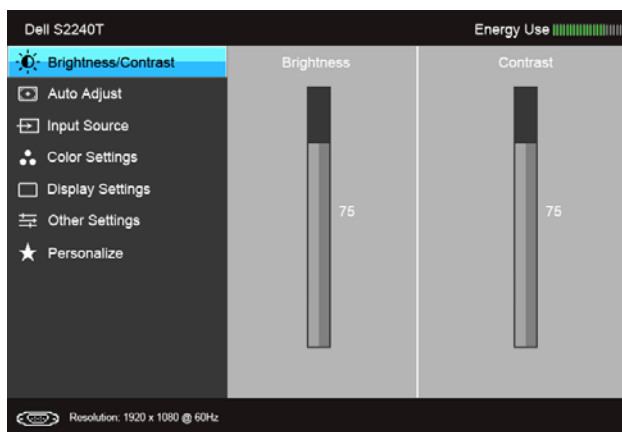 Dell S2240T
Energy Use
Brightness/Contrast
Brightness
Contrast
Auto Adjust
Input Source
Color Settings
Display Settings
75
75
Other Settings
Personalize
Resolution: 1920 x 1080 @ 60Hz